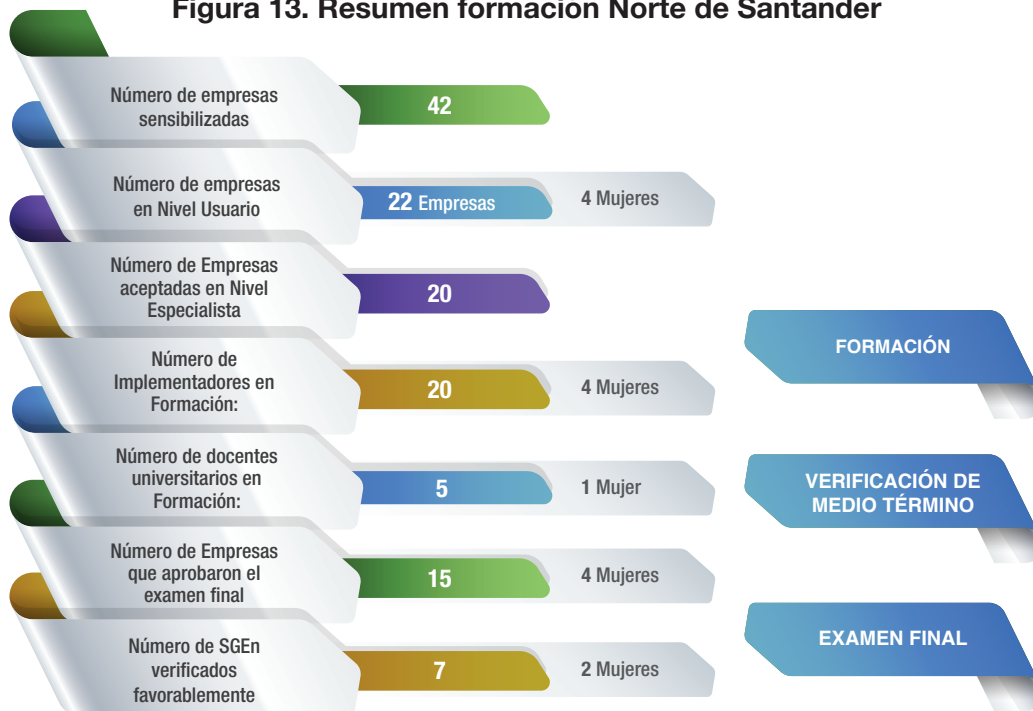 Figura 13. Resumen formación Norte de Santander
Número de empresas
sensibilizadas
42
Número de empresas
en Nivel Usuario
22 Empresas
4 Mujeres
Número de Empresas
aceptadas en Nivel
Especialista
20
Número de
Implementadores en
Formación:
20
4 Mujeres
Número de docentes
universitarios en
Formación:
5
1 Mujer
Número de Empresas
que aprobaron el
examen final
15
4 Mujeres
Número de SGEn
verificados
favorablemente
7
2 Mujeres
FORMACIÓN
VERIFICACIÓN DE
MEDIO TÉRMINO
EXAMEN FINAL